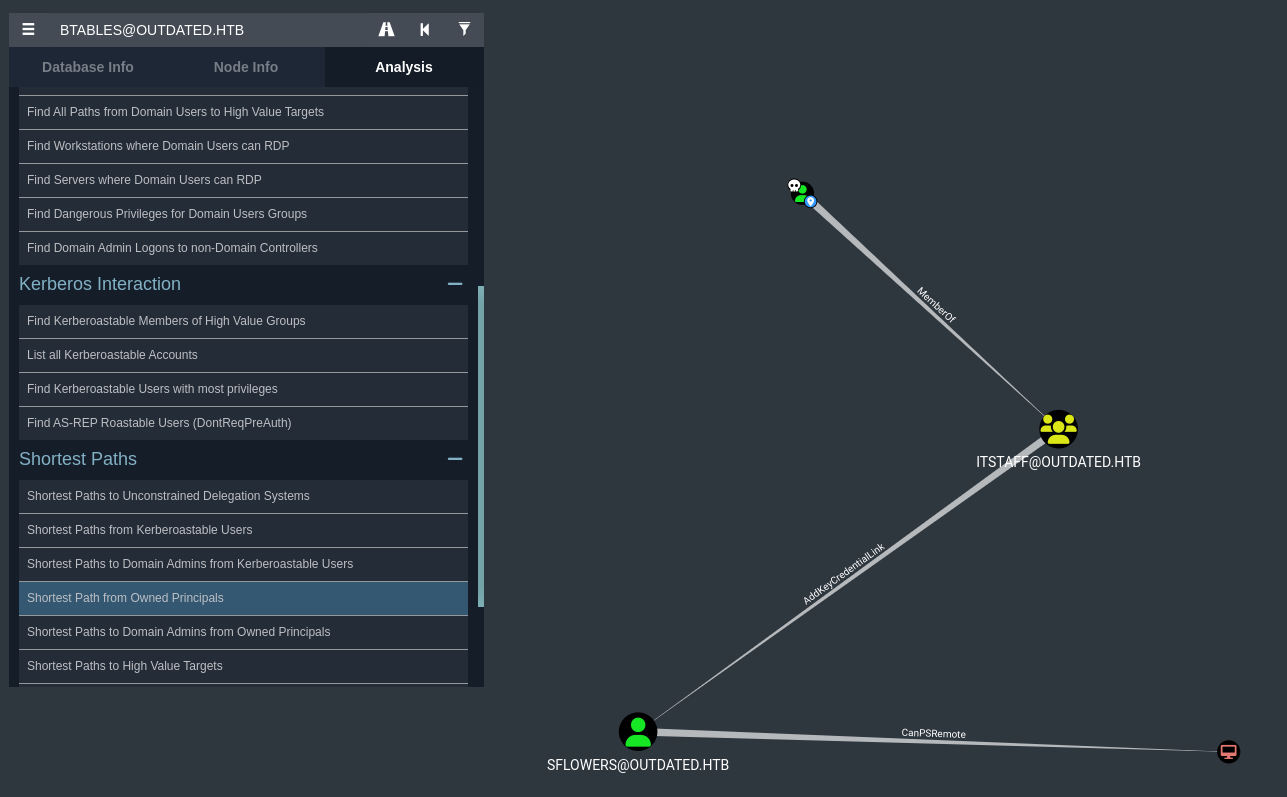 BTABLES@OUTDATED.HTB
Database Info
Node Info
Analysis
Find All Paths from Domain Users to High Value Targets
Find Workstations where Domain Users can RDP
Find Servers where Domain Users can RDP
Find Dangerous Privileges for Domain Users Groups
Find Domain Admin Logons to non-Domain Controllers
Kerberos Interaction
Find Kerberoastable Members of High Value Groups
List all Kerberoastable Accounts
Find Kerberoastable Users with most privileges
Find AS-REP Roastable Users (DontReqPreAuth)
Shortest Paths
Shortest Paths to Unconstrained Delegation Systems
Shortest Paths from Kerberoastable Users
Shortest Paths to Domain Admins from Kerberoastable Users
Shortest Path from Owned Principals
Shortest Paths to Domain Admins from Owned Principals
Shortest Paths to High Value Targets
MemberOf
ITSTAFF@OUTDATED.HTB
AddKeyCredentialLink
CanPSRemote
SFLOWERS@OUTDATED.HTB